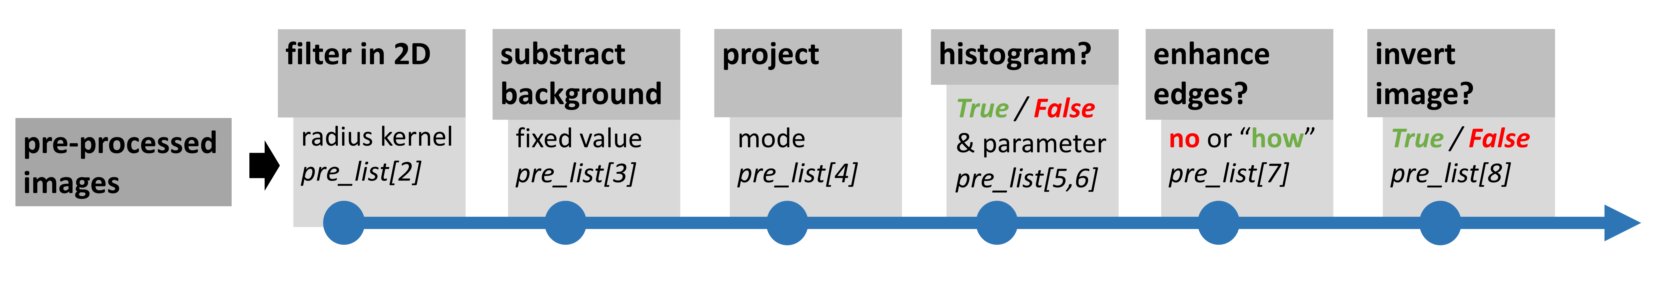 pre-processed
images
filter in 2D
radius kernel
pre_list[2]
substract
background
fixed value
pre_list[3]
project
mode
pre_list[4]
histogram?
True / False
& parameter
pre_list[5,6]
enhance
edges?
no or “how”
pre_list[7]
invert
image?
True / False
pre_list[8]